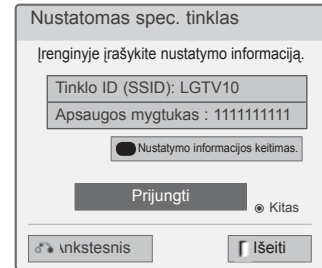 Nustatomas spec. tinklas
Įrenginyje įrašykite nustatymo informaciją.
Tinklo ID (SSID): LGTV10
Apsaugos mygtukas : 1111111111
Nustatymo informacijos keitimas.
Prijungti
Kitas
Ankstesnis
Išeiti